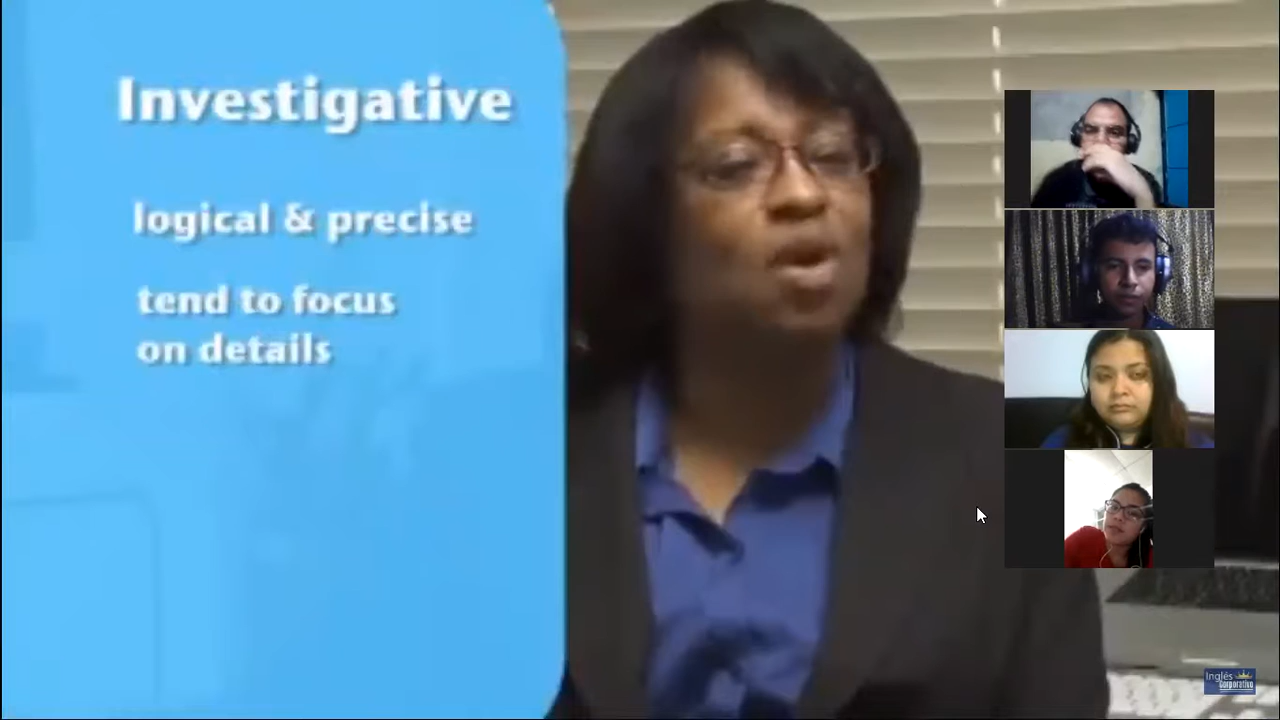 Investigative
logical & precise
tend to focus
on details
Inglés
Corporativo